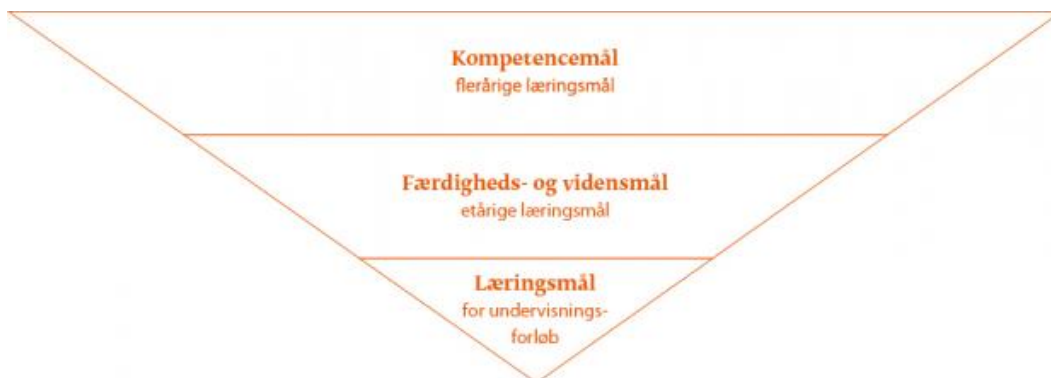 Kompetencemål
flerårige læringsmål
Færdigheds- og vidensmål
etårige læringsmål
Læringsmål
for undervisnings-
forløb